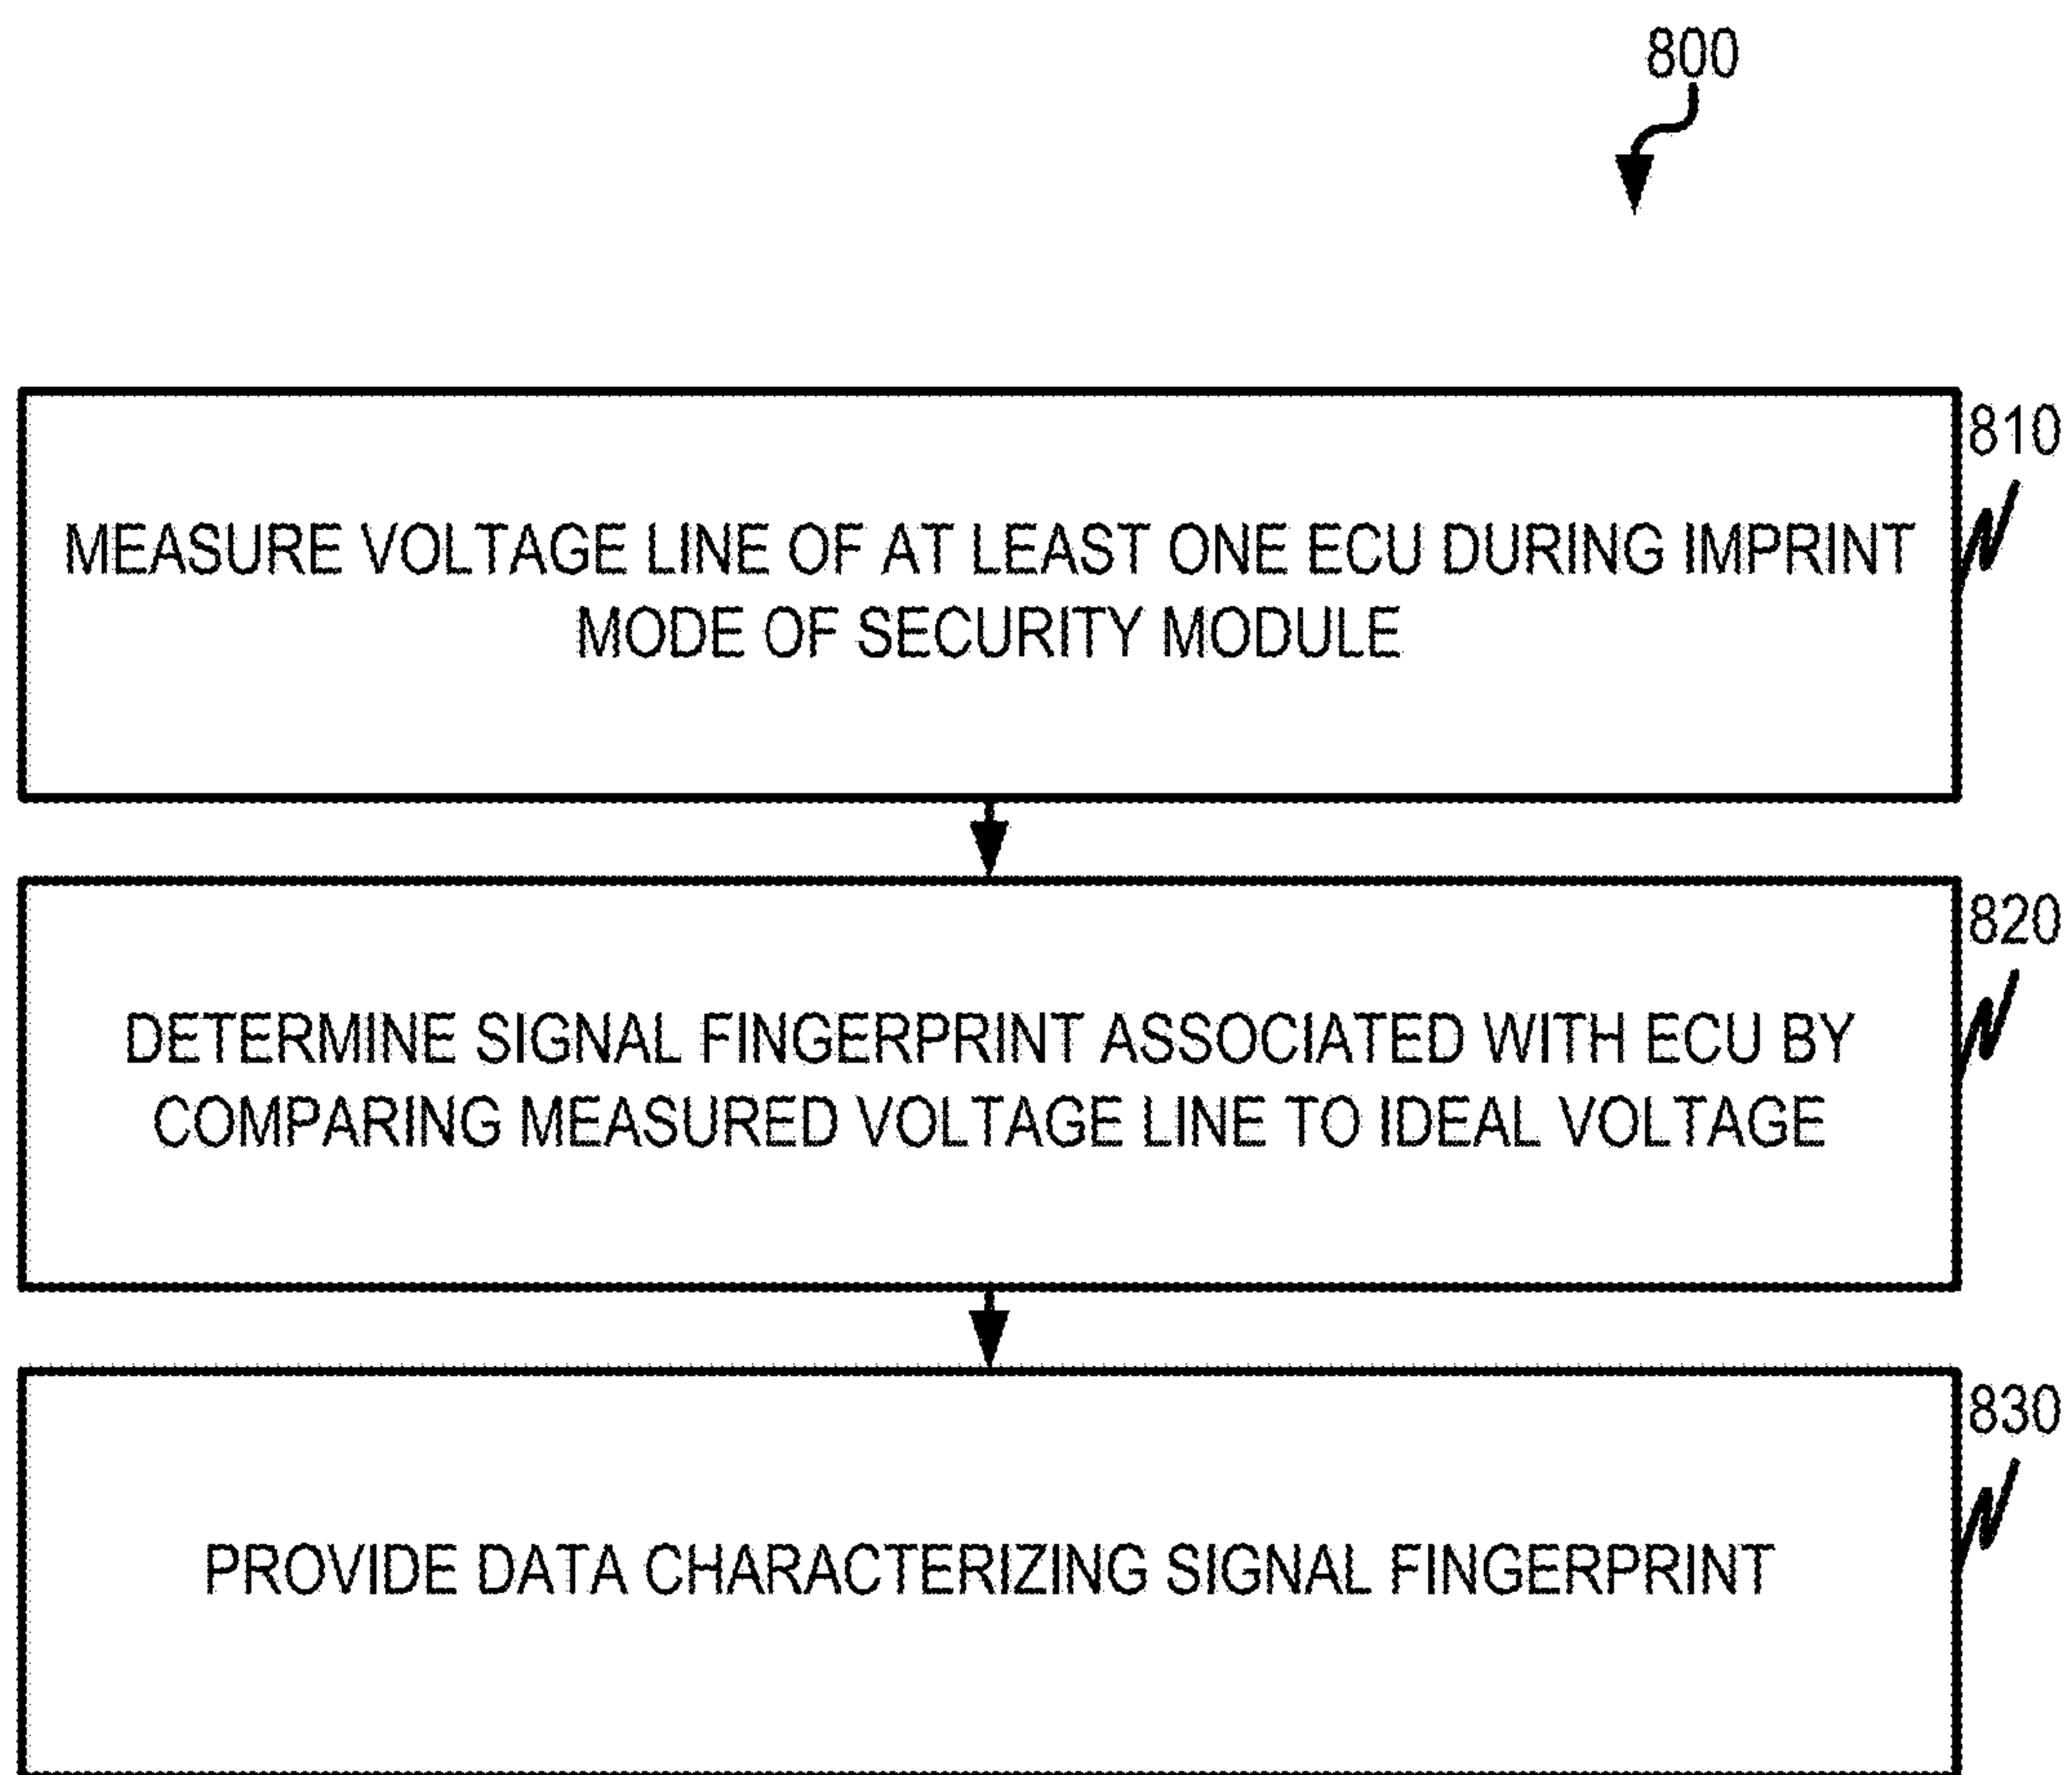 800
810
MEASURE VOLTAGE LINE OF AT LEAST ONE ECU DURING IMPRINT
MODE OF SECURITY MODULE
820
DETERMINE SIGNAL FINGERPRINT ASSOCIATED WITH ECU BY
COMPARING MEASURED VOLTAGE LINE TO IDEAL VOLTAGE
830
PROVIDE DATA CHARACTERIZING SIGNAL FINGERPRINT